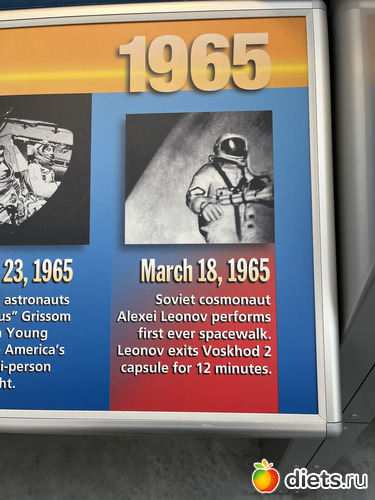 1965
23, 1965
astronauts
us" Grissom
Young
America's
i-person
ht.
March 18, 1965
Soviet cosmonaut
Alexei Leonov performs
first ever spacewalk.
Leonov exits Voskhod 2
capsule for 12 minutes.
diets.ru